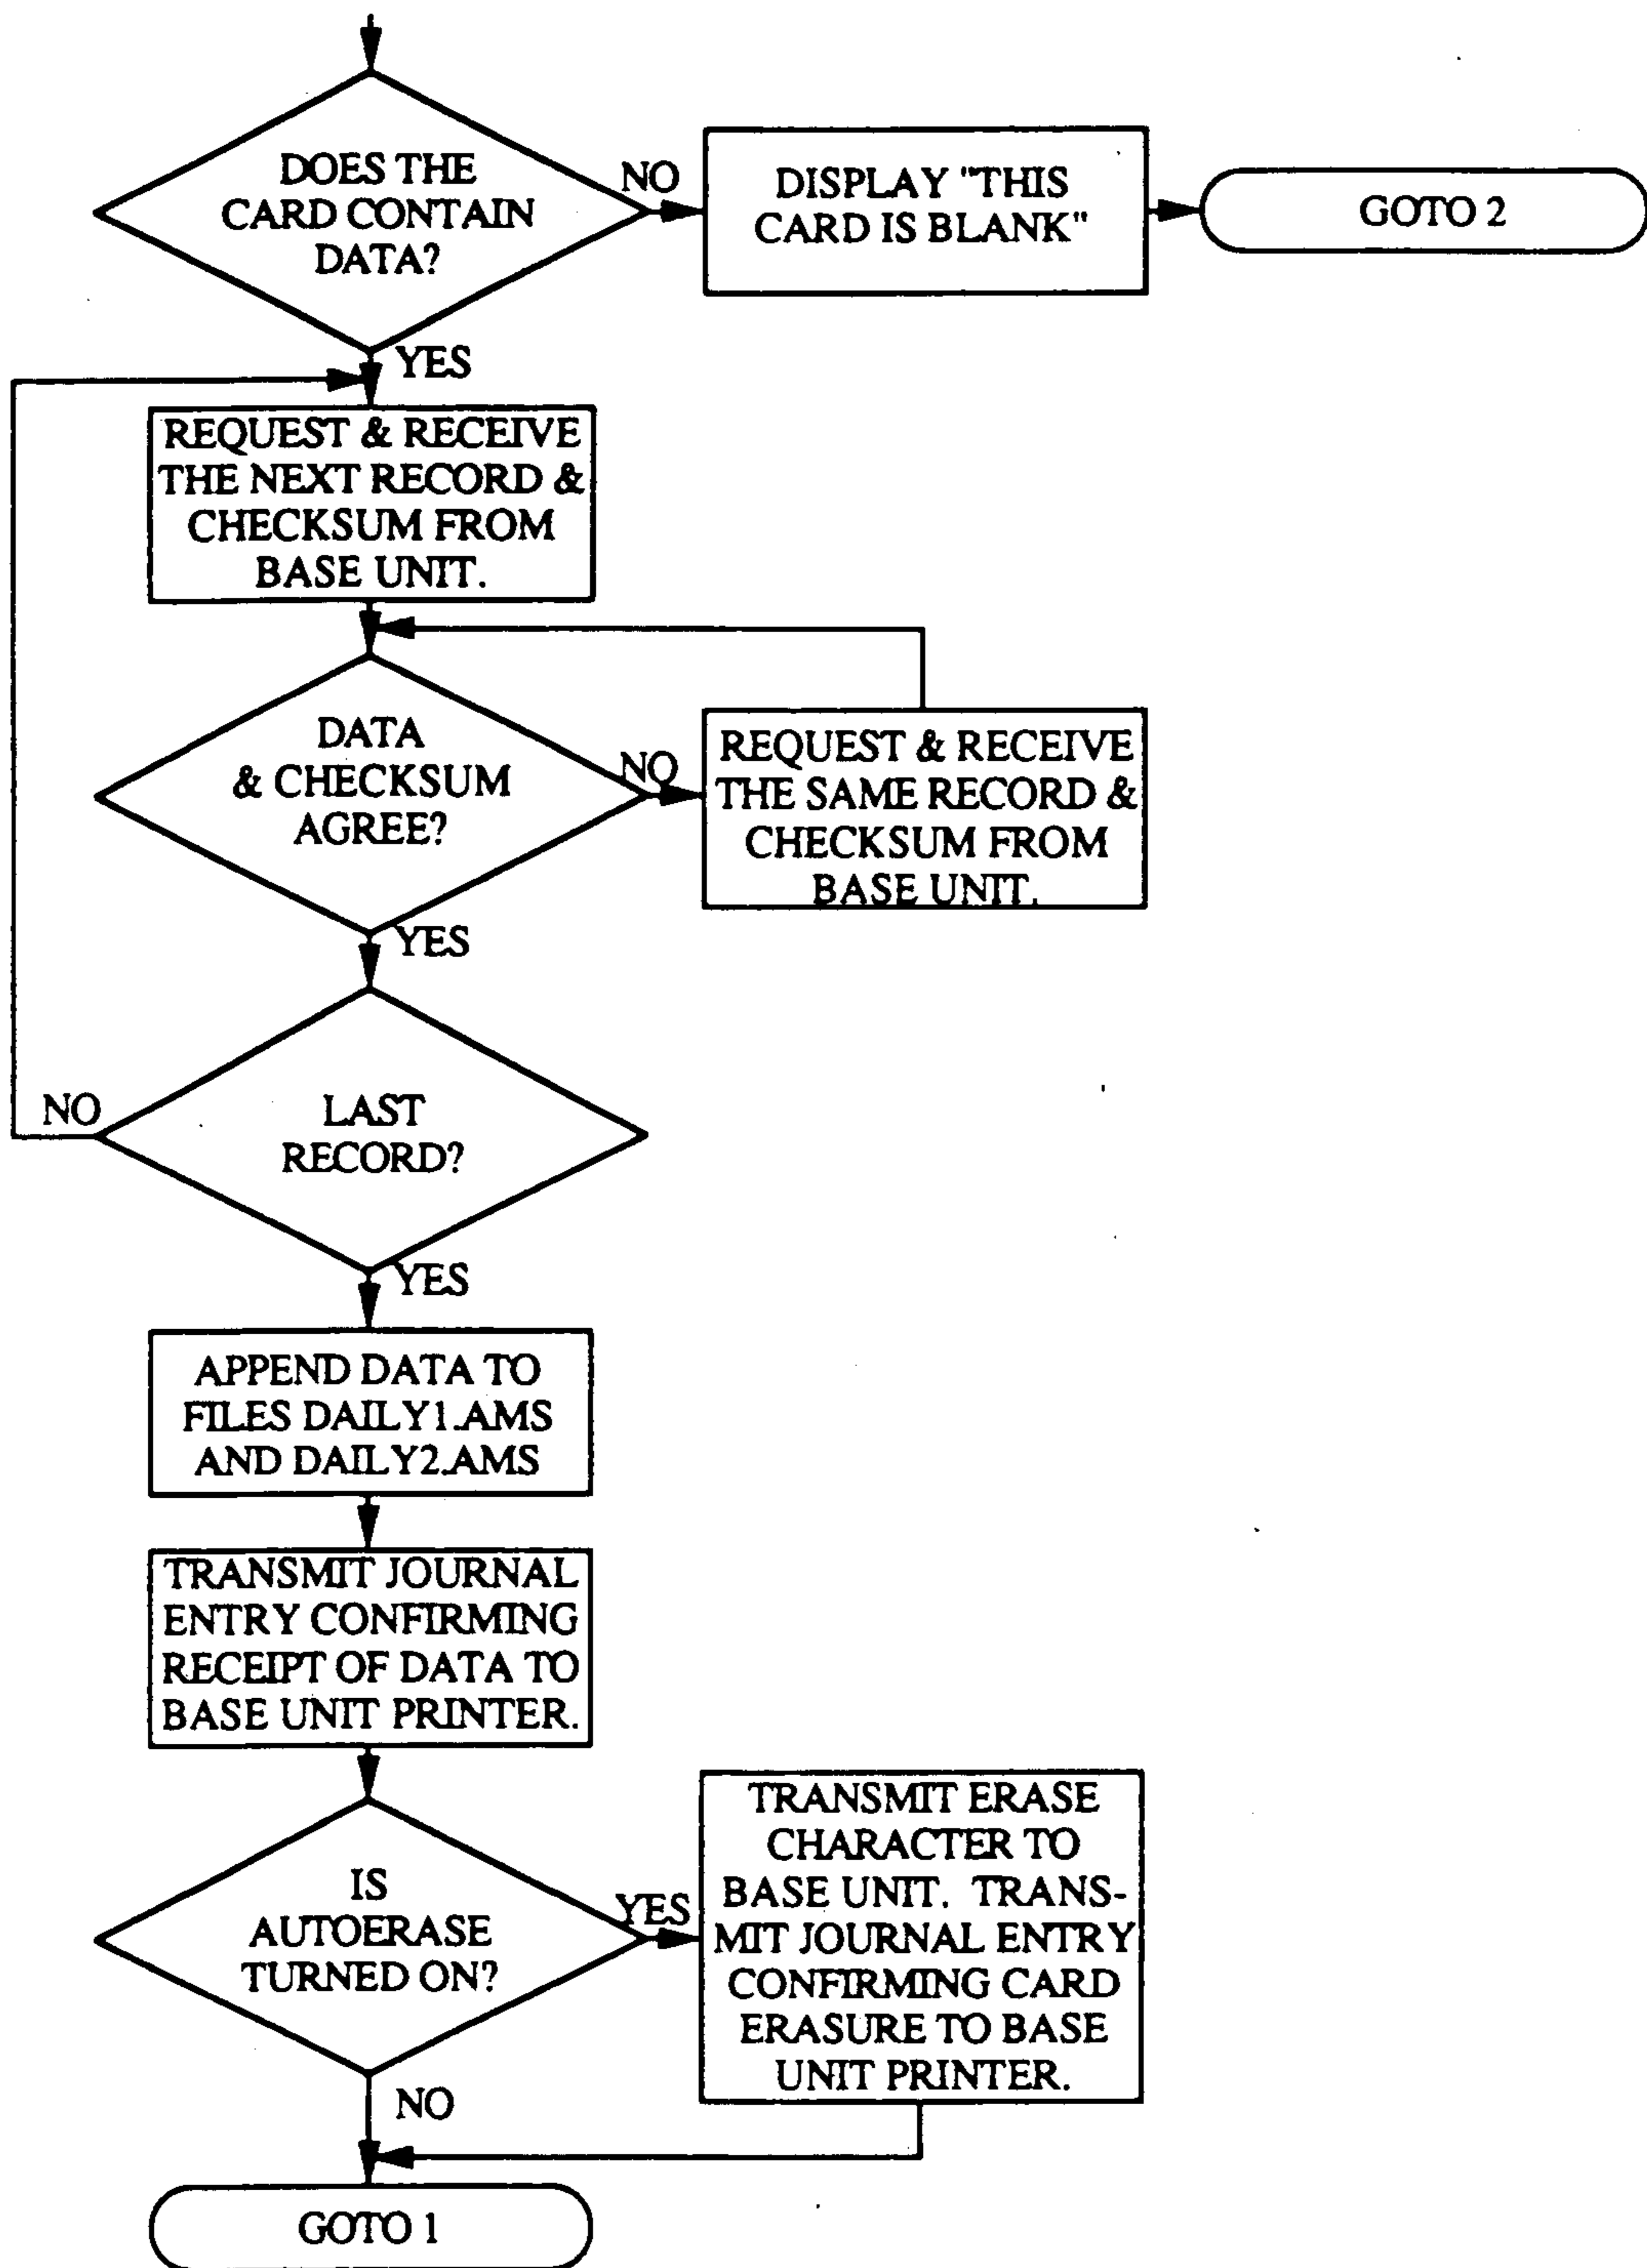 DOES THE
CARD CONTAIN
DATA?
NO
DISPLAY "THIS
CARD IS BLANK"
GOTO 2
YES
REQUEST & RECEIVE
THE NEXT RECORD &
CHECKSUM FROM
BASE UNIT.
DATA
& CHECKSUM
AGREE?
NO
REQUEST & RECEIVE
THE SAME RECORD &
CHECKSUM FROM
BASE UNIT.
YES
LAST
RECORD?
NO
YES
APPEND DATA TO
FILES DAILY1.AMS
AND DAILY2.AMS
TRANSMIT JOURNAL
ENTRY CONFIRMING
RECEIPT OF DATA TO
BASE UNIT PRINTER.
IS
AUTOERASE
TURNED ON?
YES
TRANSMIT ERASE
CHARACTER TO
BASE UNIT. TRANS-
MIT JOURNAL ENTRY
CONFIRMING CARD
ERASURE TO BASE
UNIT PRINTER.
NO
GOTO 1